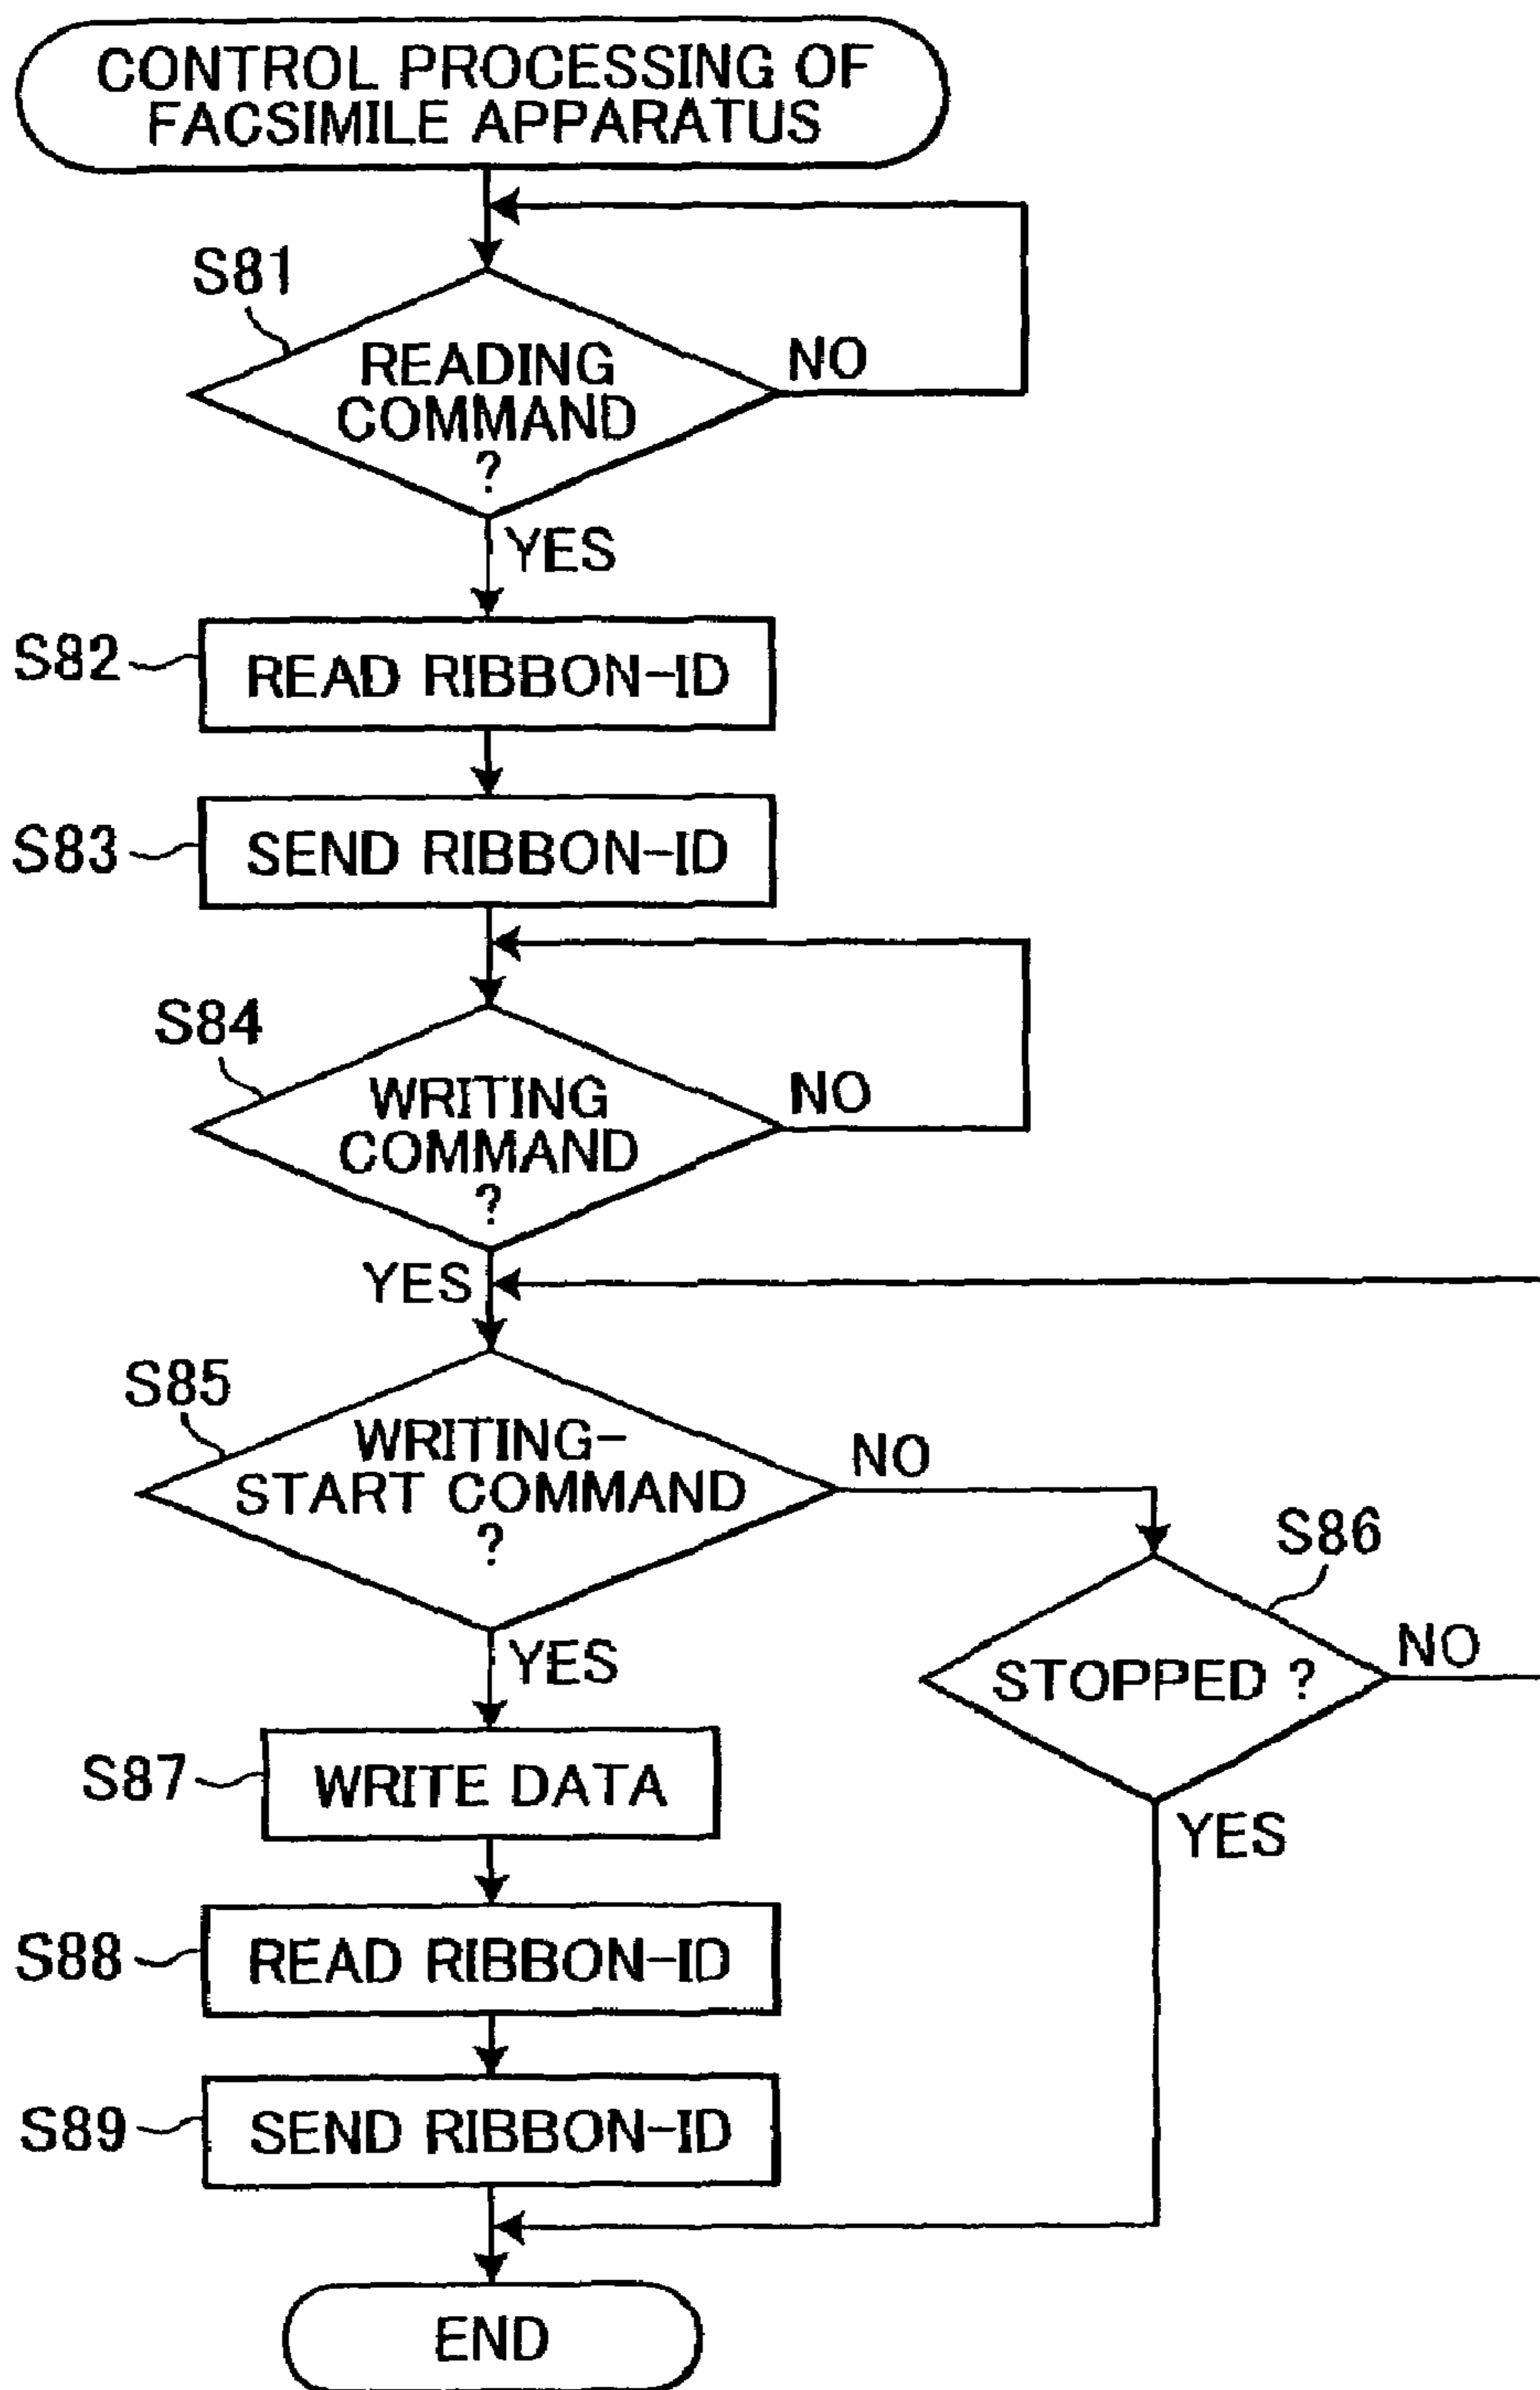 CONTROL PROCESSING OF
FACSIMILE APPARATUS
S81
READING
COMMAND
?
NO
YES
S82
READ RIBBON-ID
S83
SEND RIBBON-ID
S84
WRITING
COMMAND
?
NO
YES
S85
WRITING-
START COMMAND
?
NO
S86
STOPPED ?
NO
YES
YES
S87
WRITE DATA
S88
READ RIBBON-ID
S89
SEND RIBBON-ID
END